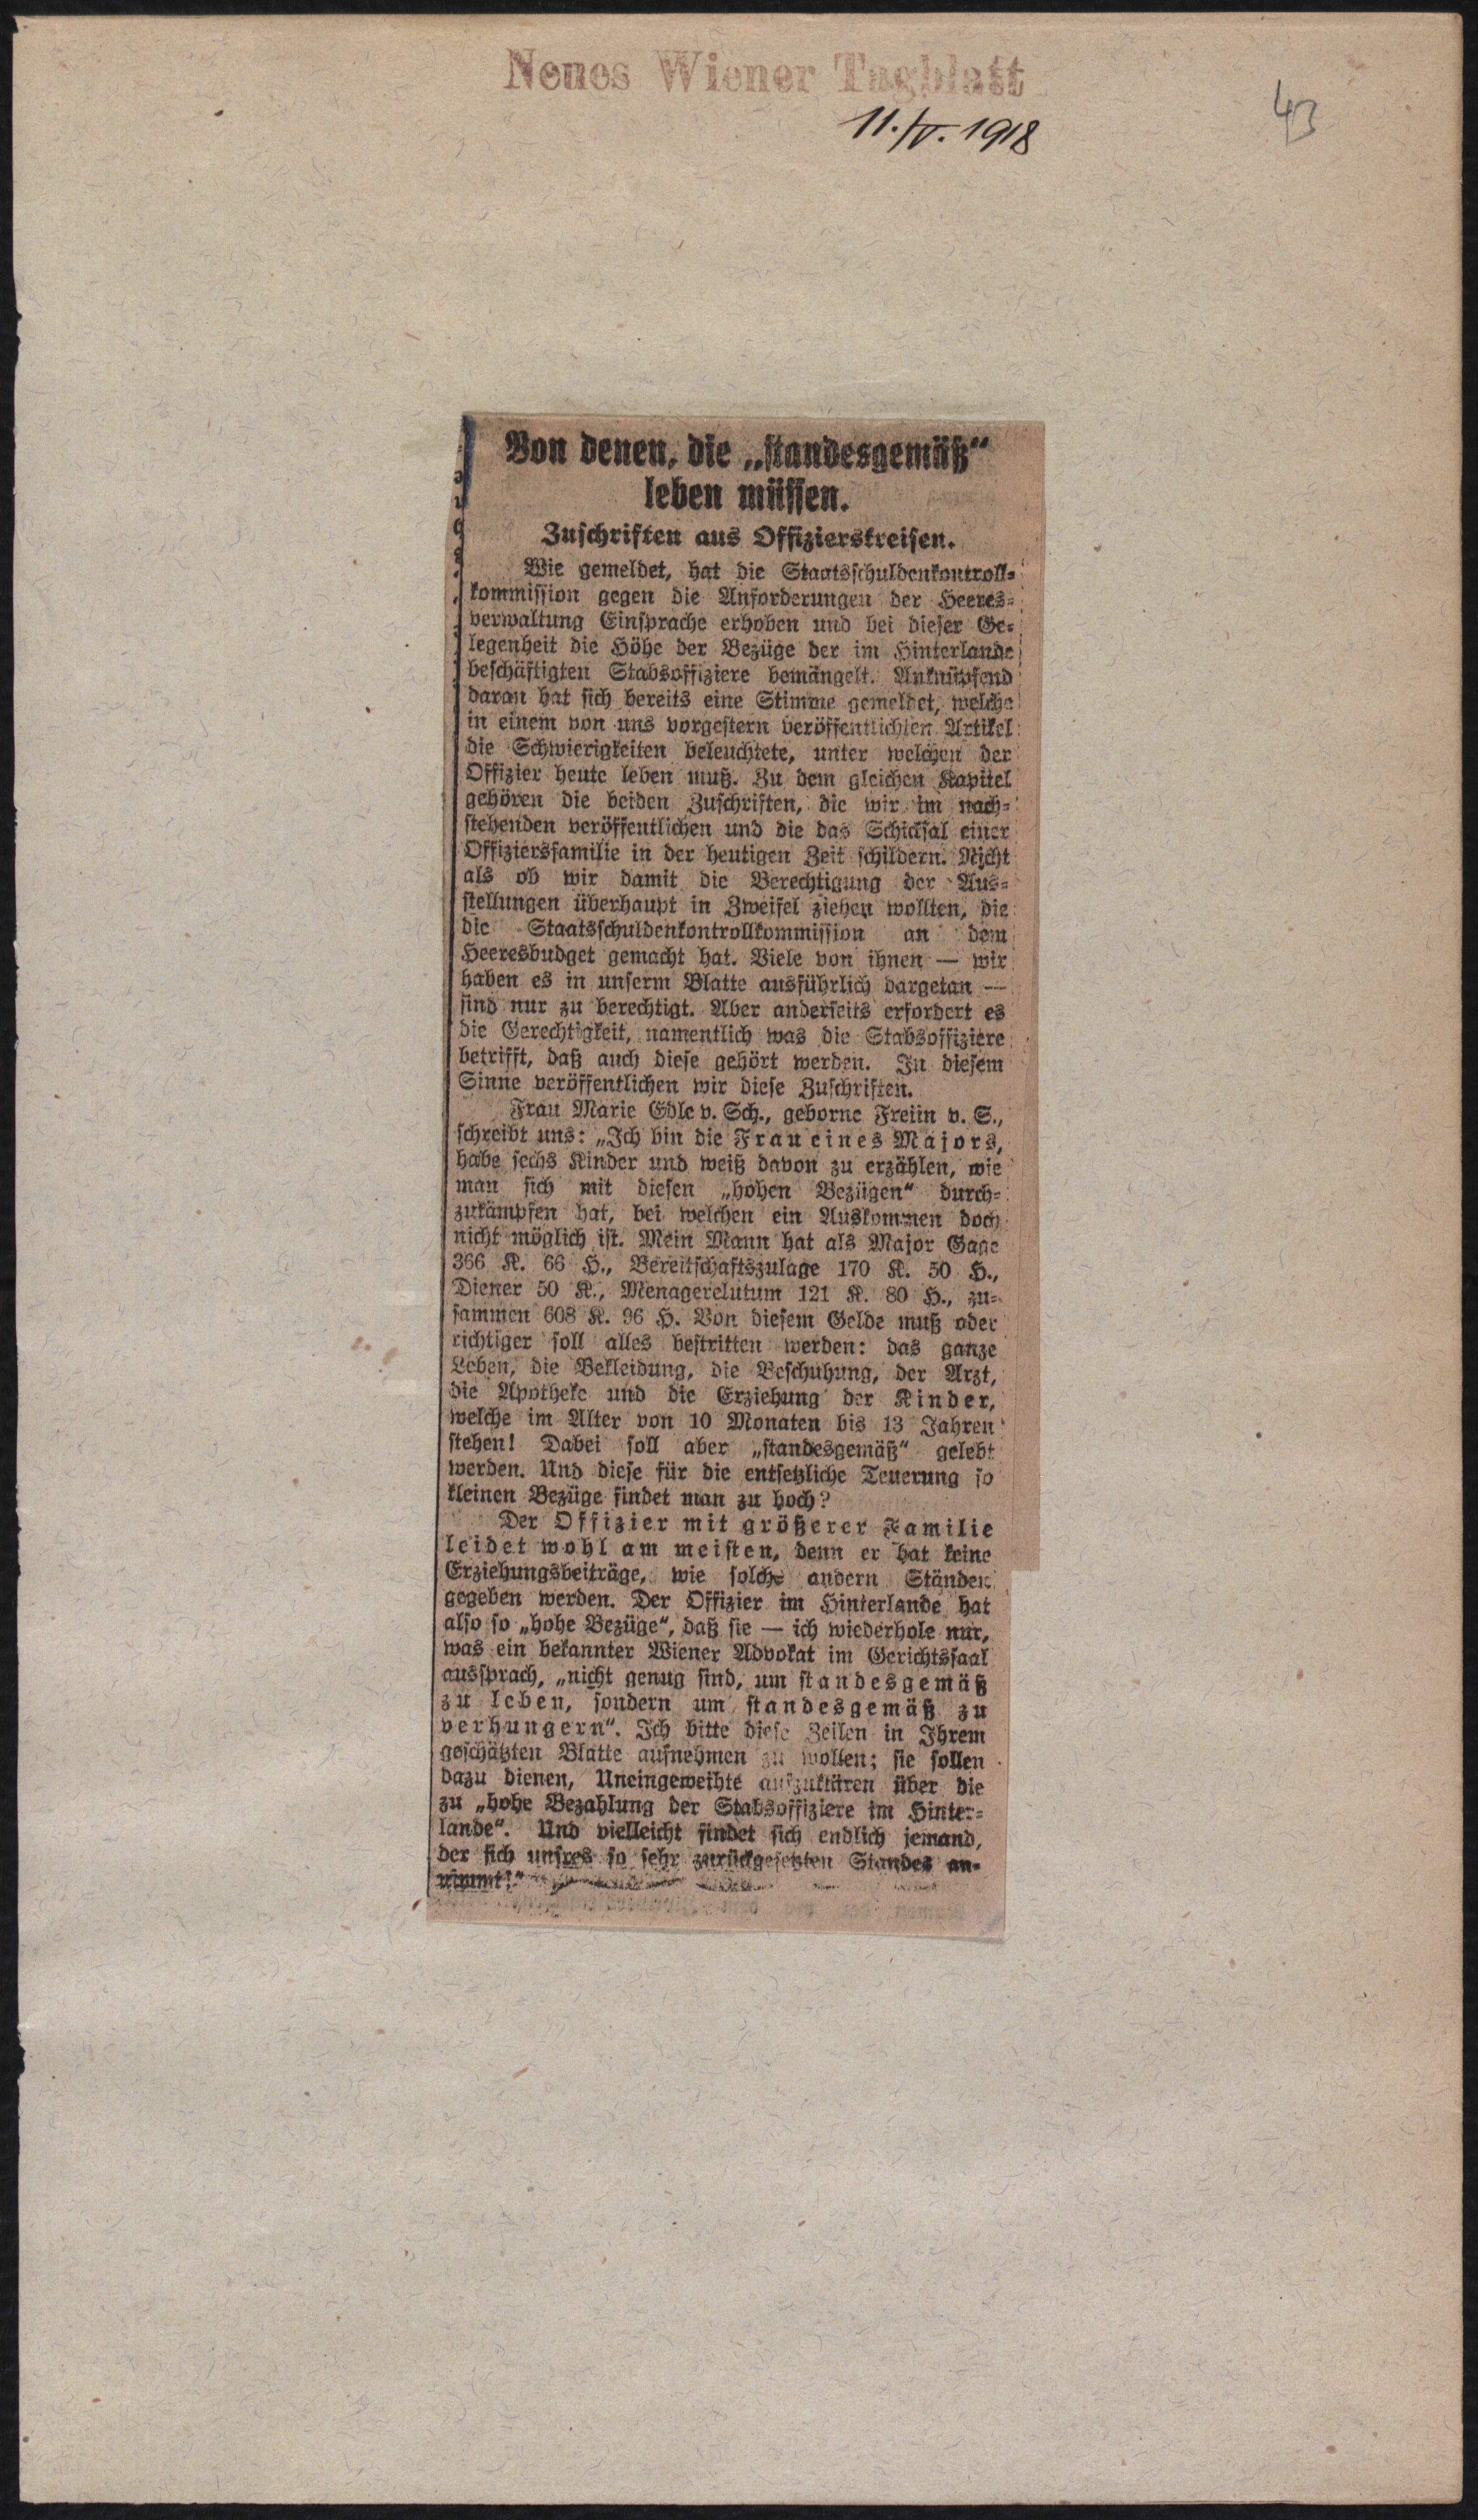 Neues Wiener Tagblatt
11./V. 1918
43
Von denen, die „standesgemäß“
leben müssen.
Zuschriften aus Offizierskreisen.
Wie gemeldet, hat die Staatsschuldenkontroll-
kommission gegen die Anforderungen der Heeres-
verwaltung Einsprache erhoben und bei dieser Ge-
legenheit die Höhe der Bezüge der im Hinterlande
beschäftigten Stabsoffiziere bemängelt. Anknüpfend
daran hat sich bereits eine Stimme gemeldet, welche
in einem von uns vorgestern veröffentlichten Artikel
die Schwierigkeiten beleuchtete, unter welchen der
Offizier heute leben muß. Zu dem gleichen Kapitel
gehören die beiden Zuschriften, die wir im nach-
stehenden veröffentlichen und die das Schicksal einer
Offiziersfamilie in der heutigen Zeit schildern. Nicht
als ob wir damit die Berechtigung der Aus-
stellungen überhaupt in Zweifel ziehen wollten, die
die Staatsschuldenkontrollkommission an dem
Heeresbudget gemacht hat. Viele von ihnen — wir
haben es in unserm Blatte ausführlich dargetan —
sind nur zu berechtigt. Aber anderseits erfordert es
die Gerechtigkeit, namentlich was die Stabsoffiziere
betrifft, daß auch diese gehört werden. In diesem
Sinne veröffentlichen wir diese Zuschriften.
Frau Marie Edle v. Sch., geborne Freiin v. S.,
schreibt uns: „Ich bin die Frau eines Majors,
habe sechs Kinder und weiß davon zu erzählen, wie
man sich mit diesen „hohen Bezügen“ durch-
zukämpfen hat, bei welchen ein Auskommen doch
nicht möglich ist. Mein Mann hat als Major Gage
366 K. 66 H., Bereitschaftszulage 170 K. 50 H.,
Diener 50 K., Menagerelutum 121 K. 80 H., zu-
sammen 608 K. 96 H. Von diesem Gelde muß oder
richtiger soll alles bestritten werden: das ganze
Leben, die Bekleidung, die Beschuhung, der Arzt,
die Apotheke und die Erziehung der Kinder,
welche im Alter von 10 Monaten bis 13 Jahren
stehen! Dabei soll aber „standesgemäß“ gelebt
werden. Und diese für die entsetzliche Teuerung so
kleinen Bezüge findet man zu hoch?
Der Offizier mit größerer Familie
leidet wohl am meisten, denn er hat keine
Erziehungsbeiträge, wie solche andern Ständen
gegeben werden. Der Offizier im Hinterlande hat
also so „hohe Bezüge“, daß sie — ich wiederhole nur,
was ein bekannter Wiener Advokat im Gerichtssaal
aussprach, „nicht genug sind, um standesgemäß
zu leben, sondern um standesgemäß zu
verhungern“. Ich bitte diese Zeilen in Ihrem
geschätzten Blatte aufnehmen zu wollen; sie sollen
dazu dienen, Uneingeweihte aufzuklären über die
zu „hohe Bezahlung der Stabsoffiziere im Hinter-
lande“. Und vielleicht findet sich endlich jemand,
der sich unsres so sehr zurückgesetzten Standes an-
nimmt!“